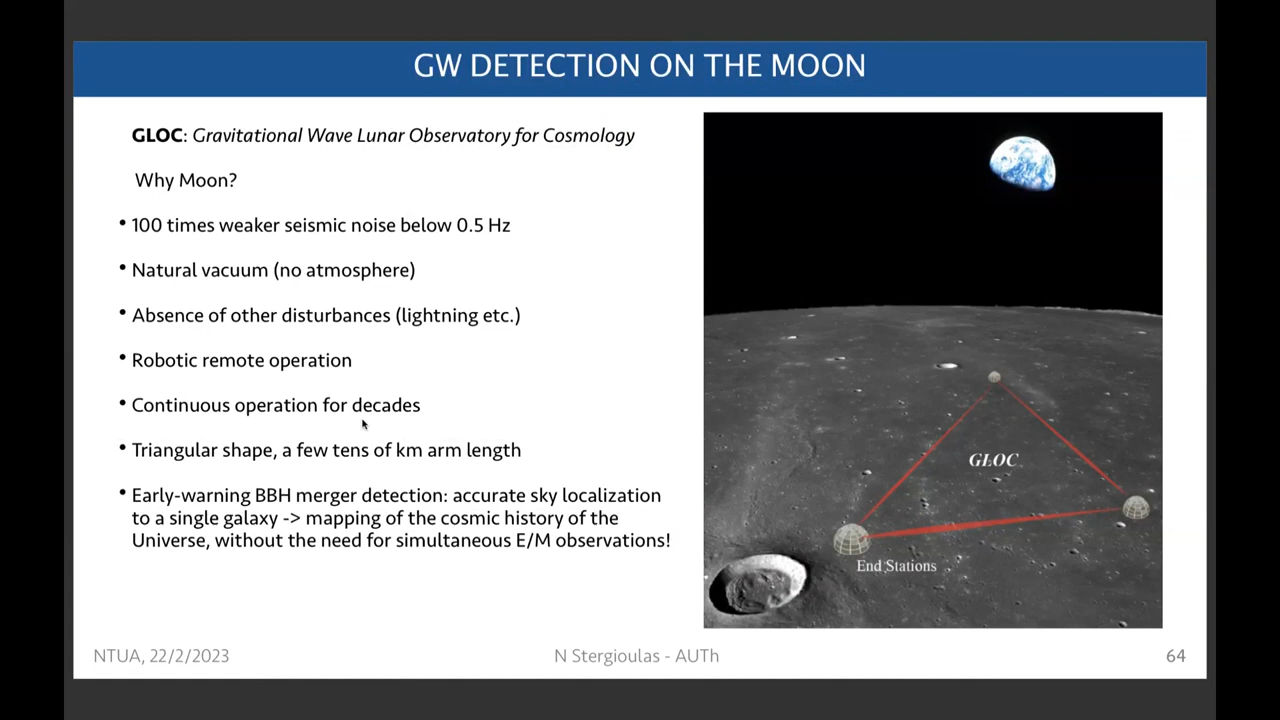 GW DETECTION ON THE MOON
GLOC: Gravitational Wave Lunar Observatory for Cosmology
Why Moon?
• 100 times weaker seismic noise below 0.5 Hz
• Natural vacuum (no atmosphere)
• Absence of other disturbances (lightning etc.)
• Robotic remote operation
• Continuous operation for decades
• Triangular shape, a few tens of km arm length
• Early-warning BBH merger detection: accurate sky localization
to a single galaxy -> mapping of the cosmic history of the
Universe, without the need for simultaneous E/M observations!
GLOC
End Stations
NTUA, 22/2/2023
N Stergioulas - AUTh
64